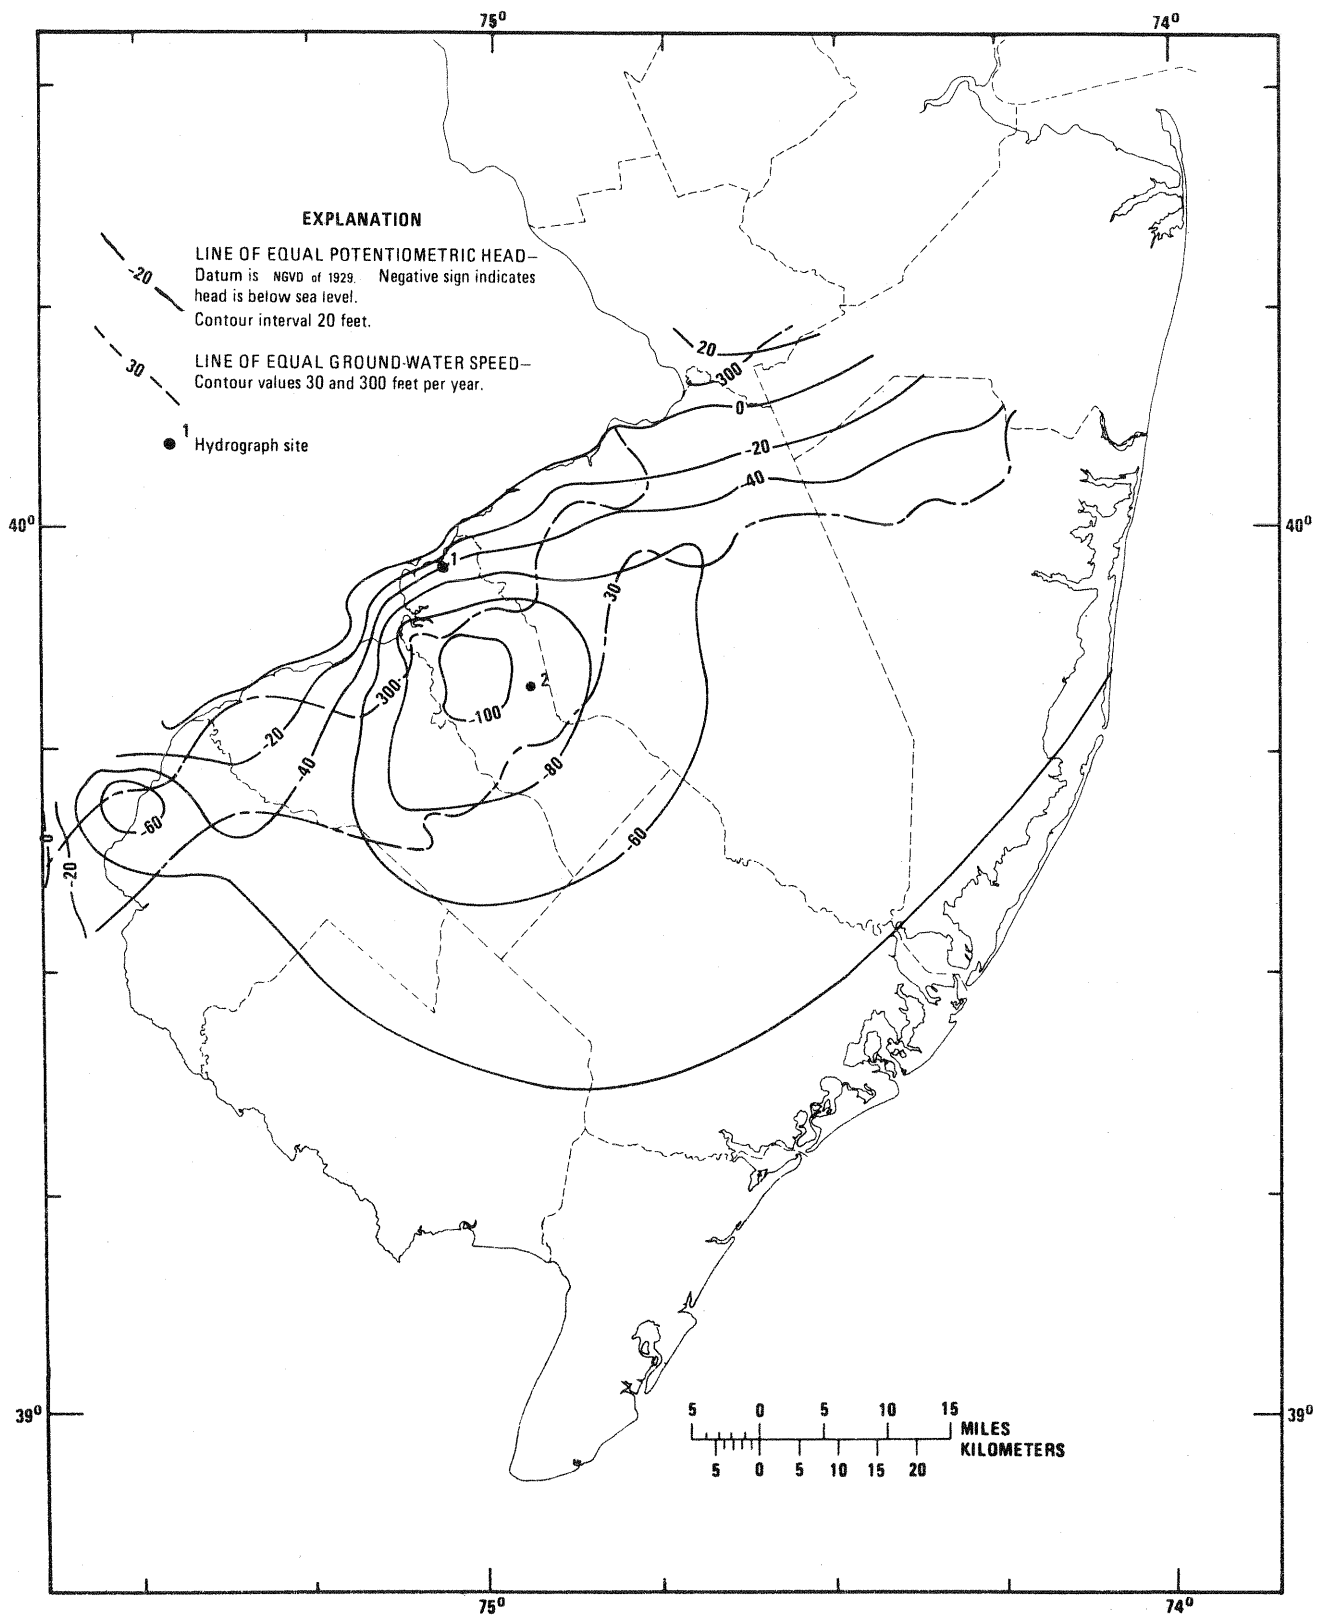 75° 74°
EXPLANATION
LINE OF EQUAL POTENTIOMETRIC HEAD—
-20
Datum is NGVD of 1929. Negative sign indicates
head is below sea level.
Contour interval 20 feet.
30
LINE OF EQUAL GROUND-WATER SPEED—
Contour values 30 and 300 feet per year.
1
Hydrograph site
20
300
0
-20
-40
40° 40°
1
30
2
300
-100
-20
-40
-80
-60
-60
0
-20
39° 39°
5 0 5 10 15
MILES
KILOMETERS
5 0 5 10 15 20
75° 74°